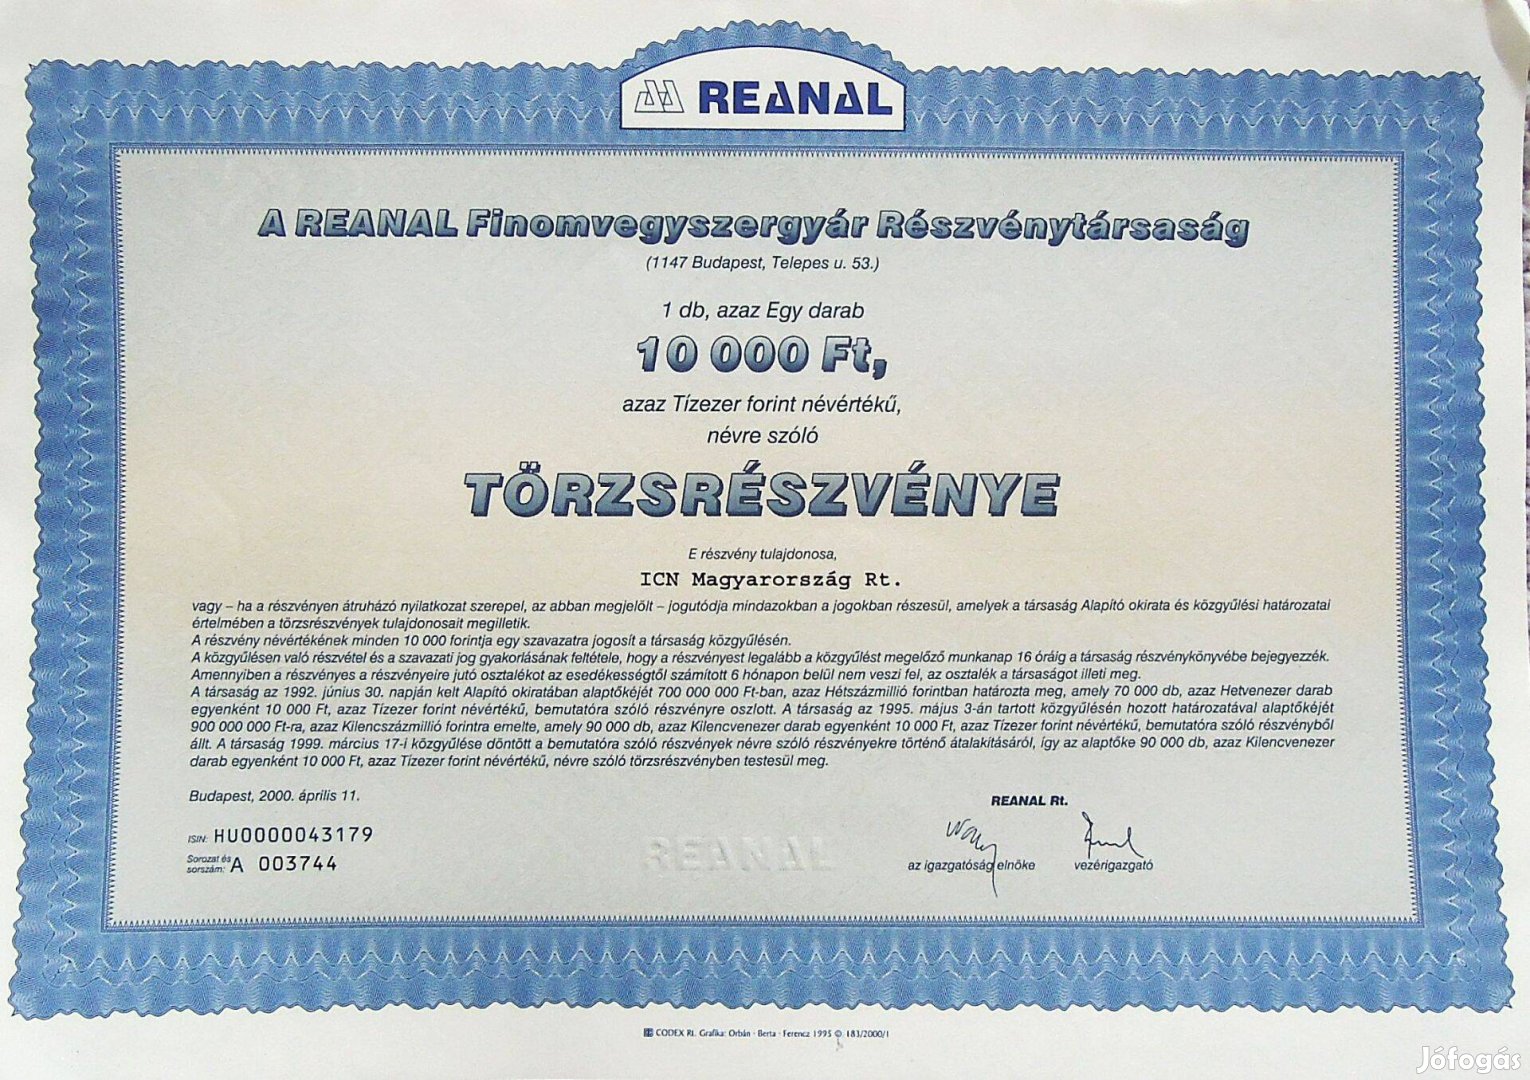 REANAL
A REANAL Finomvegyszergyár Részvénytársaság
(1147 Budapest, Telepes u. 53.)
1 db, azaz Egy darab
10 000 Ft,
azaz Tízezer forint névértékű,
névre szóló
TÖRZSRÉSZVÉNYE
E részvény tulajdonosa,
ICN Magyarország Rt.
vagy – ha a részvényen átruházó nyilatkozat szerepel, az abban megjelölt – jogutódja mindazokban a jogokban részesül, amelyek a társaság Alapító okirata és közgyűlési határozatai
értelmében a törzsrészvények tulajdonosait megilletik.
A részvény névértékének minden 10 000 forintja egy szavazatra jogosít a társaság közgyűlésén.
A közgyűlésen való részvétel és a szavazati jog gyakorlásának feltétele, hogy a részvényest legalább a közgyűlést megelőző munkanap 16 óráig a társaság részvénykönyvébe bejegyezzék.
Amennyiben a részvényes a részvényeire jutó osztalékot az esedékességtől számított 6 hónapon belül nem veszi fel, az osztalék a társaságot illeti meg.
A társaság az 1992. június 30. napján kelt Alapító okiratában alaptőkéjét 700 000 000 Ft-ban, azaz Hétszázmillió forintban határozta meg, amely 70 000 db, azaz Hetvenezer darab
egyenként 10 000 Ft, azaz Tízezer forint névértékű, bemutatóra szóló részvényre oszlott. A társaság az 1995. május 3-án tartott közgyűlésén hozott határozatával alaptőkéjét
900 000 000 Ft-ra, azaz Kilencszázmillió forintra emelte, amely 90 000 db, azaz Kilencvenezer darab egyenként 10 000 Ft, azaz Tízezer forint névértékű, bemutatóra szóló részvényből
állt. A társaság 1999. március 17-i közgyűlése döntött a bemutatóra szóló részvények névre szóló részvényekre történő átalakításáról, így az alaptőke 90 000 db, azaz Kilencvenezer
darab egyenként 10 000 Ft, azaz Tízezer forint névértékű, névre szóló törzsrészvényben testesül meg.
Budapest, 2000. április 11.
REANAL Rt.
ISIN: HU0000043179
Sorozat és
sorszám: A 003744
REANAL
az igazgatóság elnöke
vezérigazgató
CODEX Rt. Grafika: Orbán - Berta - Ferencz 1995 © 183/2000/1
Jófogás